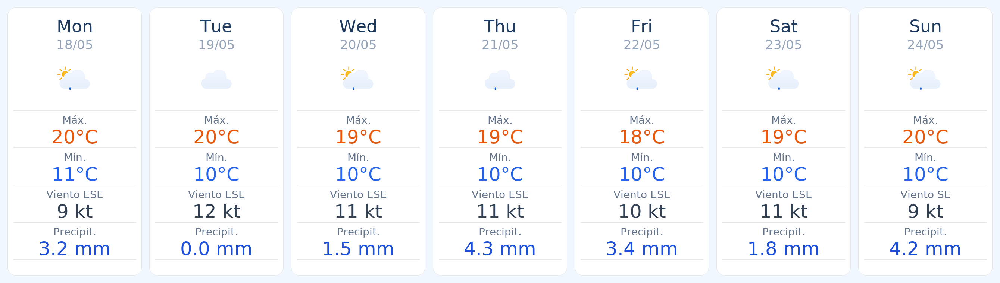 Mon
18/05
Máx.
20°C
Mín.
11°C
Viento ESE
9 kt
Precipit.
3.2 mm
Tue
19/05
Máx.
20°C
Mín.
10°C
Viento ESE
12 kt
Precipit.
0.0 mm
Wed
20/05
Máx.
19°C
Mín.
10°C
Viento ESE
11 kt
Precipit.
1.5 mm
Thu
21/05
Máx.
19°C
Mín.
10°C
Viento ESE
11 kt
Precipit.
4.3 mm
Fri
22/05
Máx.
18°C
Mín.
10°C
Viento ESE
10 kt
Precipit.
3.4 mm
Sat
23/05
Máx.
19°C
Mín.
10°C
Viento ESE
11 kt
Precipit.
1.8 mm
Sun
24/05
Máx.
20°C
Mín.
10°C
Viento SE
9 kt
Precipit.
4.2 mm